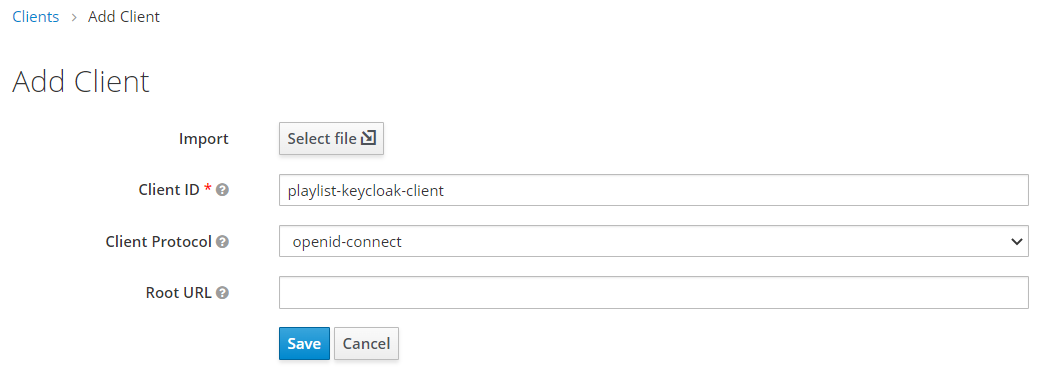 Clients > Add Client
Add Client
Import Select file
Client ID * playlist-keycloak-client
Client Protocol openid-connect
Root URL
Save Cancel